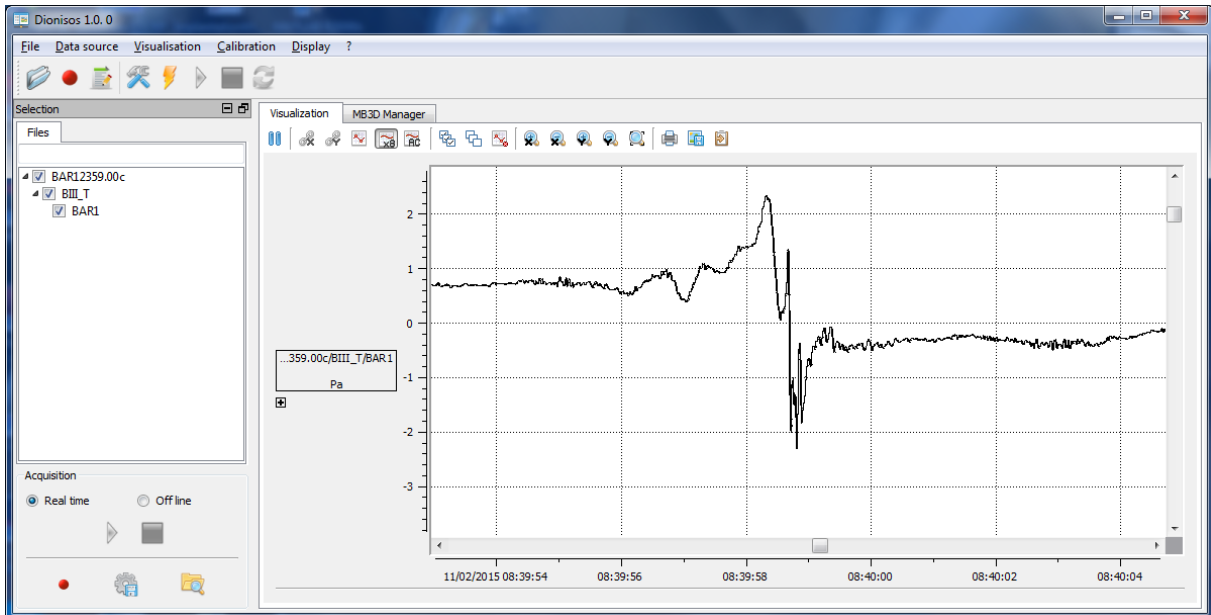 Dionisos 1.0. 0
File Data source Visualisation Calibration Display ?
Selection
Files
BAR12359.00c
BIII_T
BAR1
Acquisition
Real time
Off line
Visualization
MB3D Manager
X
Y
x8
AC
2
1
0
-1
-2
-3
...359.00c/BIII_T/BAR1
Pa
11/02/2015 08:39:54 08:39:56 08:39:58 08:40:00 08:40:02 08:40:04